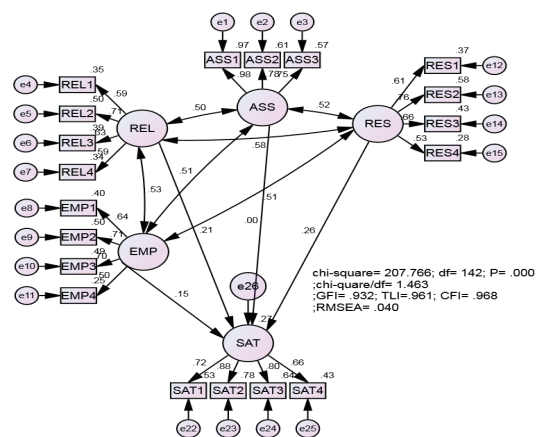 e1 e2 e3
.97 .61 .57
ASS1 ASS2 ASS3
.98 .78 .75
ASS
e4 REL1 .35
e5 REL2 .50
e6 REL3 .39
e7 REL4 .34
.59
.71
.63
.59
REL
.50
.52
RES1 .37 e12
RES2 .58 e13
RES3 .43 e14
RES4 .28 e15
.61
.76
.66
.53
RES
.58
.53
.51
.51
.21
.00
.26
.15
e8 EMP1 .40
e9 EMP2 .50
e10 EMP3 .49
e11 EMP4 .25
.64
.71
.70
.50
EMP
e26
.27
SAT
chi-square= 207.766; df= 142; P= .000
;chi-quare/df= 1.463
;GFI= .932; TLI=.961; CFI= .968
;RMSEA= .040
.72 .88 .80 .66
.53 .78 .64 .43
SAT1 SAT2 SAT3 SAT4
e22 e23 e24 e25